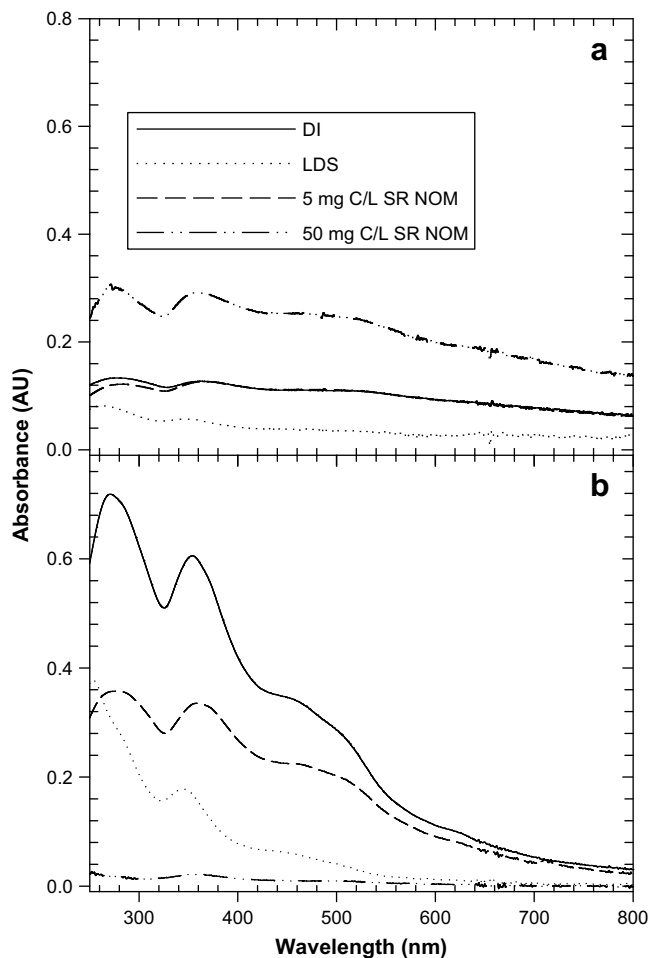 0.8
a
DI
LDS
5 mg C/L SR NOM
50 mg C/L SR NOM
0.6
0.4
0.2
0.0
Absorbance (AU)
b
0.6
0.4
0.2
0.0
300 400 500 600 700 800
Wavelength (nm)